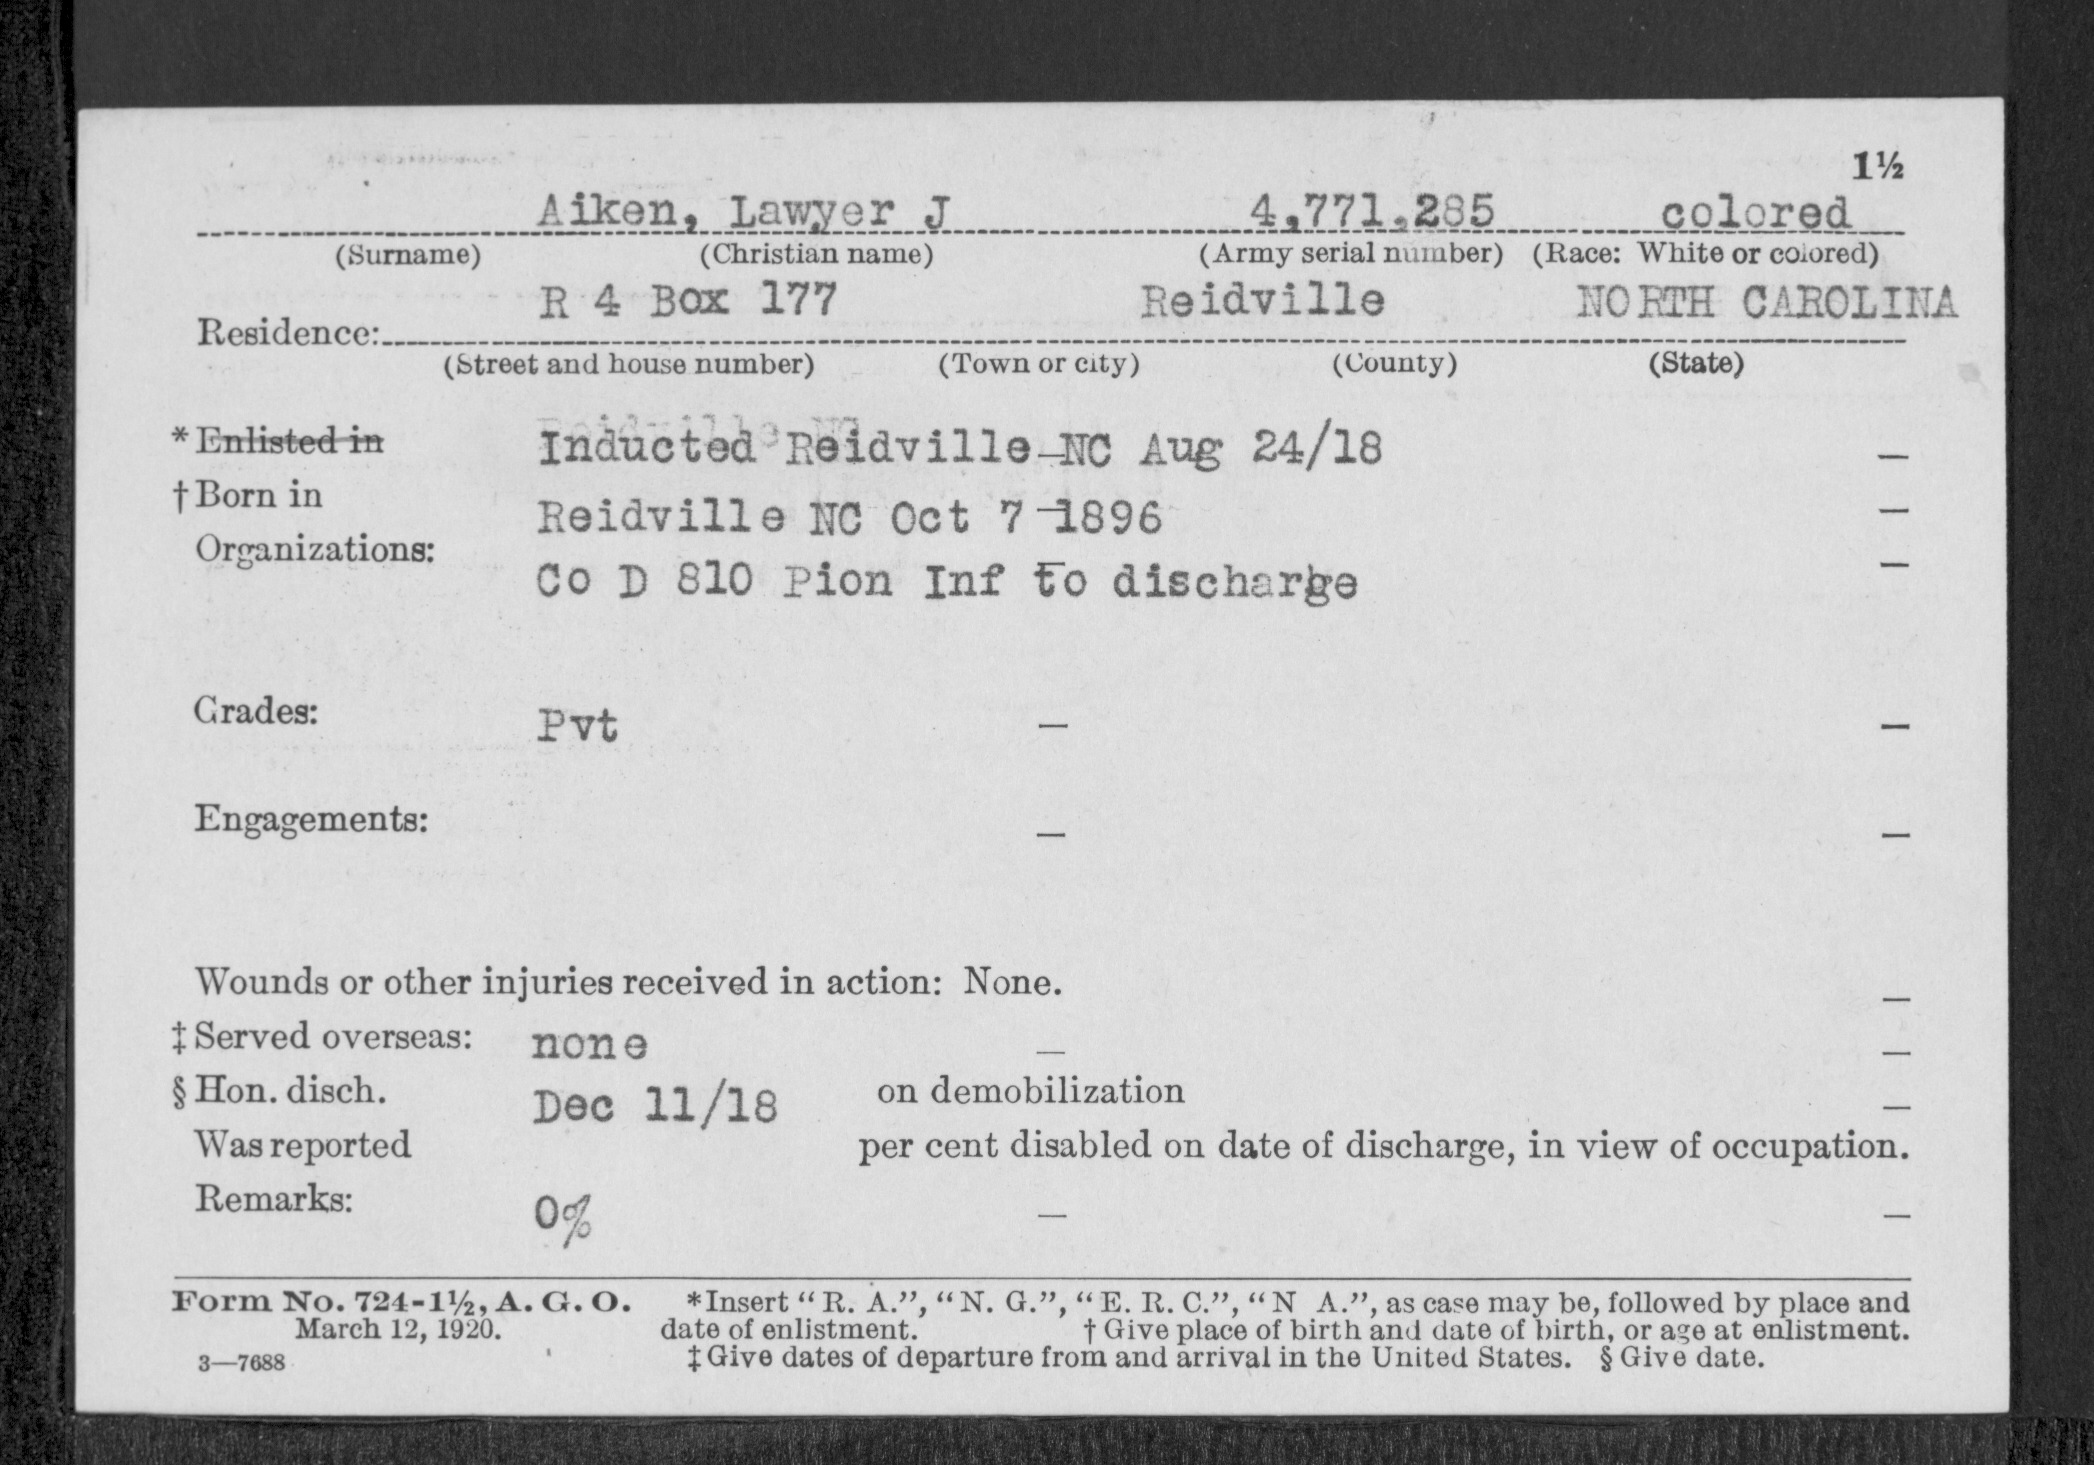 1½
Aiken, Lawyer J 4,771,285 colored
(Surname) (Christian name) (Army serial number) (Race: White or colored)
R 4 Box 177 Reidville NORTH CAROLINA
Residence:
(Street and house number) (Town or city) (County) (State)
* Enlisted in Inducted Reidville NC Aug 24/18 —
† Born in Reidville NC Oct 7 1896 —
Organizations: Co D 810 Pion Inf to discharge —
Grades: Pvt — —
Engagements: — —
Wounds or other injuries received in action: None. —
‡ Served overseas: none — —
§ Hon. disch. Dec 11/18 on demobilization —
Was reported per cent disabled on date of discharge, in view of occupation.
Remarks: 0% — —
Form No. 724-1½, A. G. O. *Insert “R. A.”, “N. G.”, “E. R. C.”, “N A.”, as case may be, followed by place and
March 12, 1920. date of enlistment. † Give place of birth and date of birth, or age at enlistment.
3—7688 ‡ Give dates of departure from and arrival in the United States. § Give date.